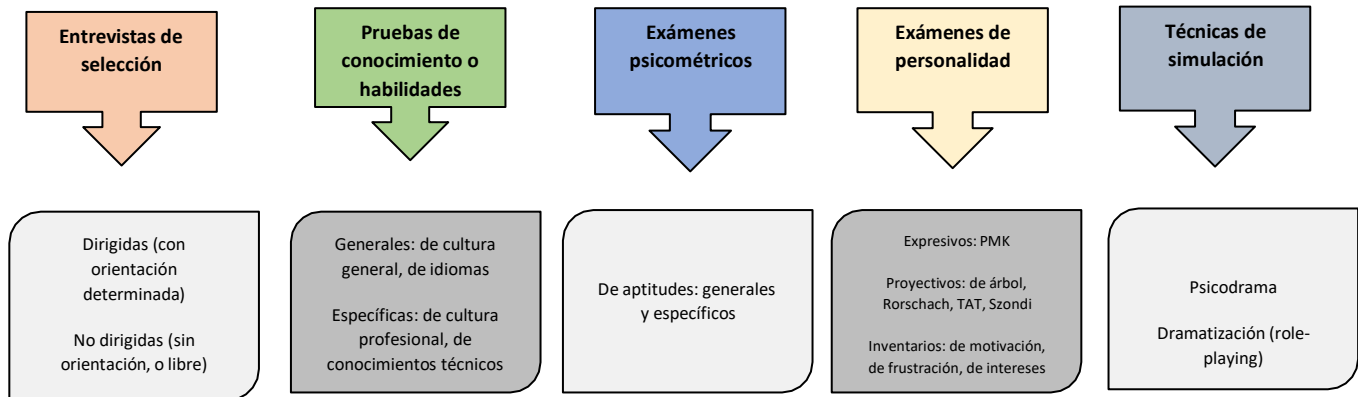 Entrevistas de
selección
Pruebas de
conocimiento o
habilidades
Exámenes
psicométricos
Exámenes
de personalidad
Técnicas de
simulación
Dirigidas (con
orientación
determinada)
No dirigidas (sin
orientación, o libre)
Generales: de cultura
general, de idiomas
Específicas: de cultura
profesional, de
conocimientos técnicos
De aptitudes: generales
y específicos
Expresivos: PMK
Proyectivos: de árbol,
Rorschach, TAT, Szondi
Inventarios: de motivación,
de frustración, de intereses
Psicodrama
Dramatización (role-
playing)